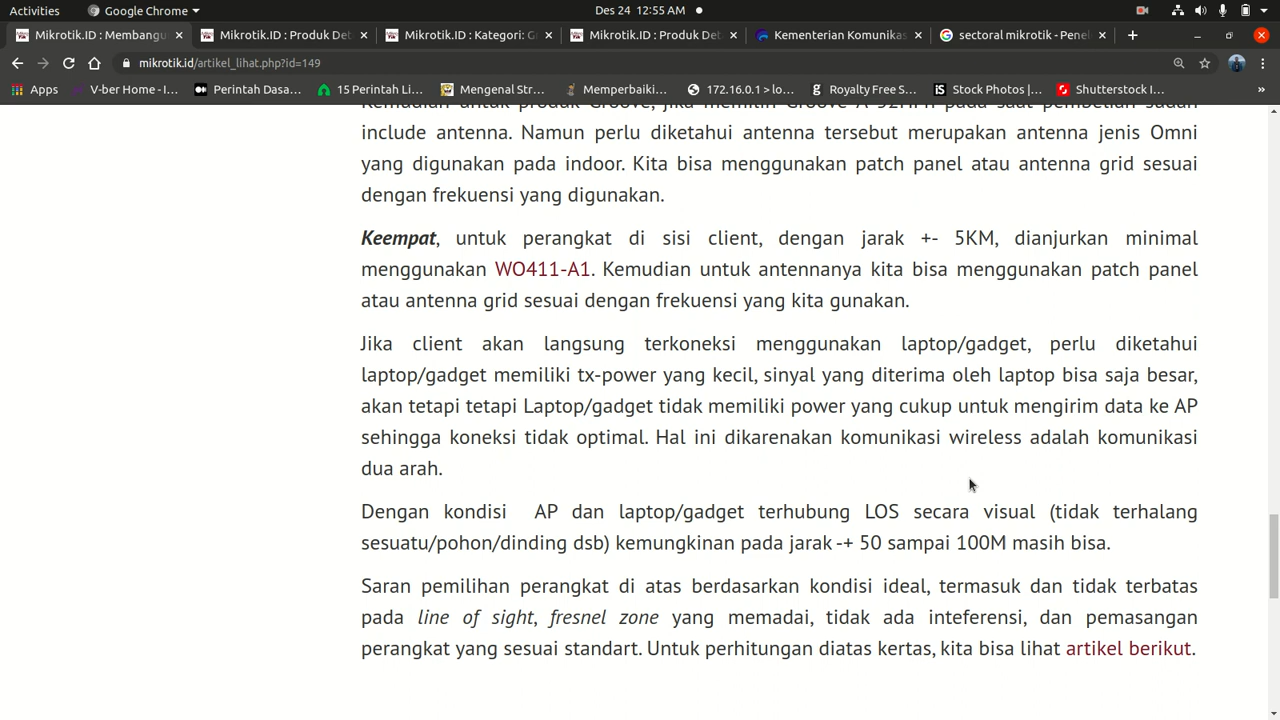 Activities
Google Chrome
Des 24 12:55 AM
Mikrotik.ID : Membangu
Mikrotik.ID : Produk Det
Mikrotik.ID : Kategori: G
Mikrotik.ID : Produk Det
Kementerian Komunikas
sectoral mikrotik - Penel
mikrotik.id/artikel_lihat.php?id=149
Apps
V-ber Home - I...
Perintah Dasa...
15 Perintah Li...
Mengenal Str...
Memperbaiki...
172.16.0.1 > lo...
Royalty Free S...
Stock Photos |...
Shutterstock I...
»
include antenna. Namun perlu diketahui antenna tersebut merupakan antenna jenis Omni
yang digunakan pada indoor. Kita bisa menggunakan patch panel atau antenna grid sesuai
dengan frekuensi yang digunakan.
Keempat, untuk perangkat di sisi client, dengan jarak +- 5KM, dianjurkan minimal
menggunakan WO411-A1. Kemudian untuk antennanya kita bisa menggunakan patch panel
atau antenna grid sesuai dengan frekuensi yang kita gunakan.
Jika client akan langsung terkoneksi menggunakan laptop/gadget, perlu diketahui
laptop/gadget memiliki tx-power yang kecil, sinyal yang diterima oleh laptop bisa saja besar,
akan tetapi tetapi Laptop/gadget tidak memiliki power yang cukup untuk mengirim data ke AP
sehingga koneksi tidak optimal. Hal ini dikarenakan komunikasi wireless adalah komunikasi
dua arah.
Dengan kondisi AP dan laptop/gadget terhubung LOS secara visual (tidak terhalang
sesuatu/pohon/dinding dsb) kemungkinan pada jarak -+ 50 sampai 100M masih bisa.
Saran pemilihan perangkat di atas berdasarkan kondisi ideal, termasuk dan tidak terbatas
pada line of sight, fresnel zone yang memadai, tidak ada inteferensi, dan pemasangan
perangkat yang sesuai standart. Untuk perhitungan diatas kertas, kita bisa lihat artikel berikut.